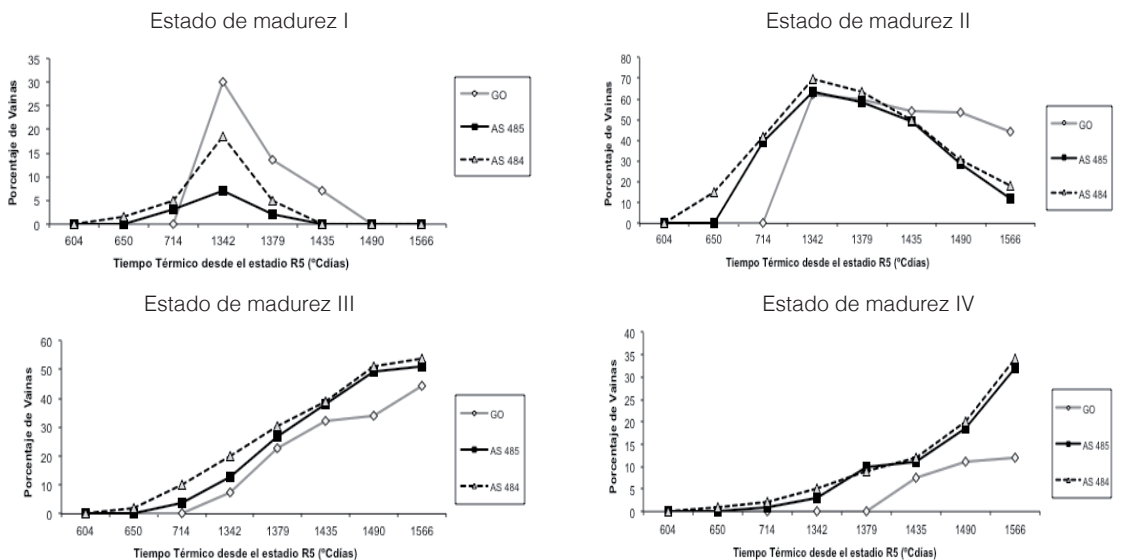 Estado de madurez I
Porcentaje de Vainas
35
30
25
20
15
10
5
0
604 650 714 1342 1379 1435 1490 1566
Tiempo Térmico desde el estadio R5 (ºCdías)
GO
AS 485
AS 484
Estado de madurez II
Porcentaje de Vainas
80
70
60
50
40
30
20
10
0
604 650 714 1342 1379 1435 1490 1566
Tiempo Térmico desde el estadio R5 (ºCdías)
GO
AS 485
AS 484
Estado de madurez III
Porcentaje de Vainas
60
50
40
30
20
10
0
604 650 714 1342 1379 1435 1490 1566
Tiempo Térmico desde el estadio R5 (ºCdías)
GO
AS 485
AS 484
Estado de madurez IV
Porcentaje de Vainas
40
35
30
25
20
15
10
5
0
604 650 714 1342 1379 1435 1490 1566
Tiempo Térmico desde el estadio R5 (ºCdías)
GO
AS 485
AS 484